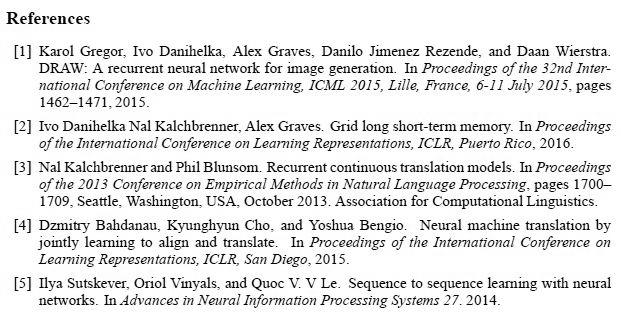 References
[1] Karol Gregor, Ivo Danihelka, Alex Graves, Danilo Jimenez Rezende, and Daan Wierstra.
DRAW: A recurrent neural network for image generation. In Proceedings of the 32nd Inter-
national Conference on Machine Learning, ICML 2015, Lille, France, 6-11 July 2015, pages
1462–1471, 2015.
[2] Ivo Danihelka Nal Kalchbrenner, Alex Graves. Grid long short-term memory. In Proceedings
of the International Conference on Learning Representations, ICLR, Puerto Rico, 2016.
[3] Nal Kalchbrenner and Phil Blunsom. Recurrent continuous translation models. In Proceedings
of the 2013 Conference on Empirical Methods in Natural Language Processing, pages 1700–
1709, Seattle, Washington, USA, October 2013. Association for Computational Linguistics.
[4] Dzmitry Bahdanau, Kyunghyun Cho, and Yoshua Bengio. Neural machine translation by
jointly learning to align and translate. In Proceedings of the International Conference on
Learning Representations, ICLR, San Diego, 2015.
[5] Ilya Sutskever, Oriol Vinyals, and Quoc V. V Le. Sequence to sequence learning with neural
networks. In Advances in Neural Information Processing Systems 27. 2014.